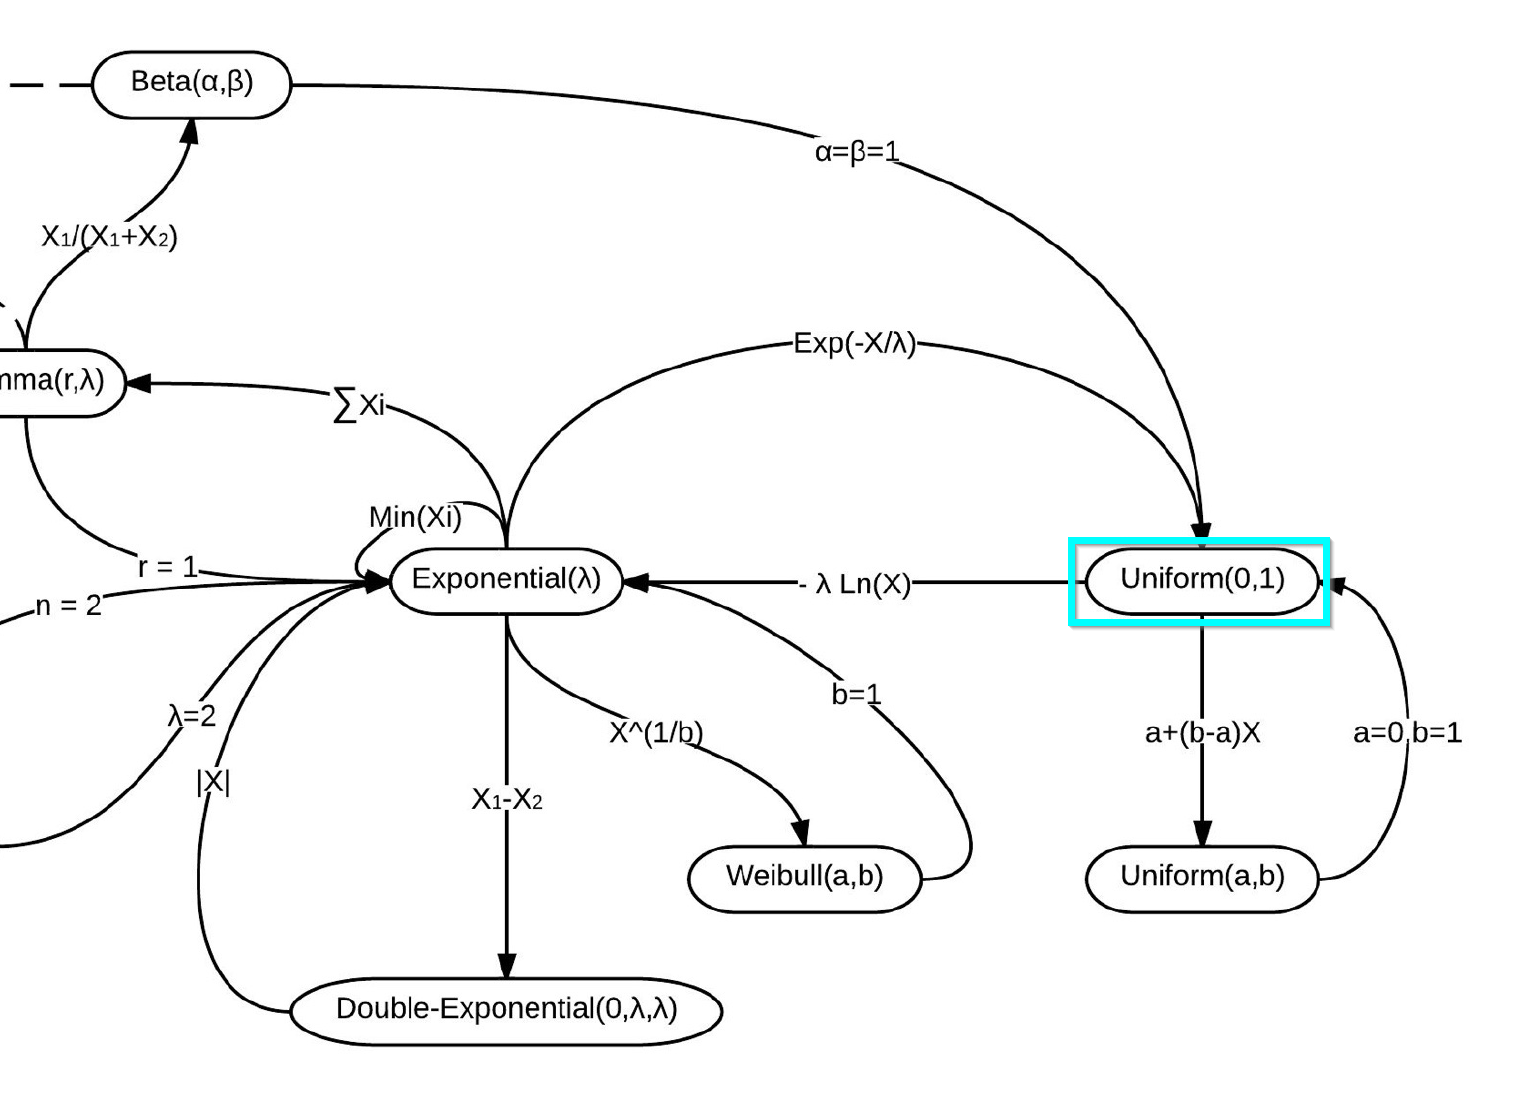 Beta(α,β)
α=β=1
X₁/(X₁+X₂)
Exp(-X/λ)
mma(r,λ)
∑Xi
Min(Xi)
r = 1
Exponential(λ)
- λ Ln(X)
Uniform(0,1)
n = 2
b=1
λ=2
X^(1/b)
a+(b-a)X
a=0,b=1
|X|
X₁-X₂
Weibull(a,b)
Uniform(a,b)
Double-Exponential(0,λ,λ)